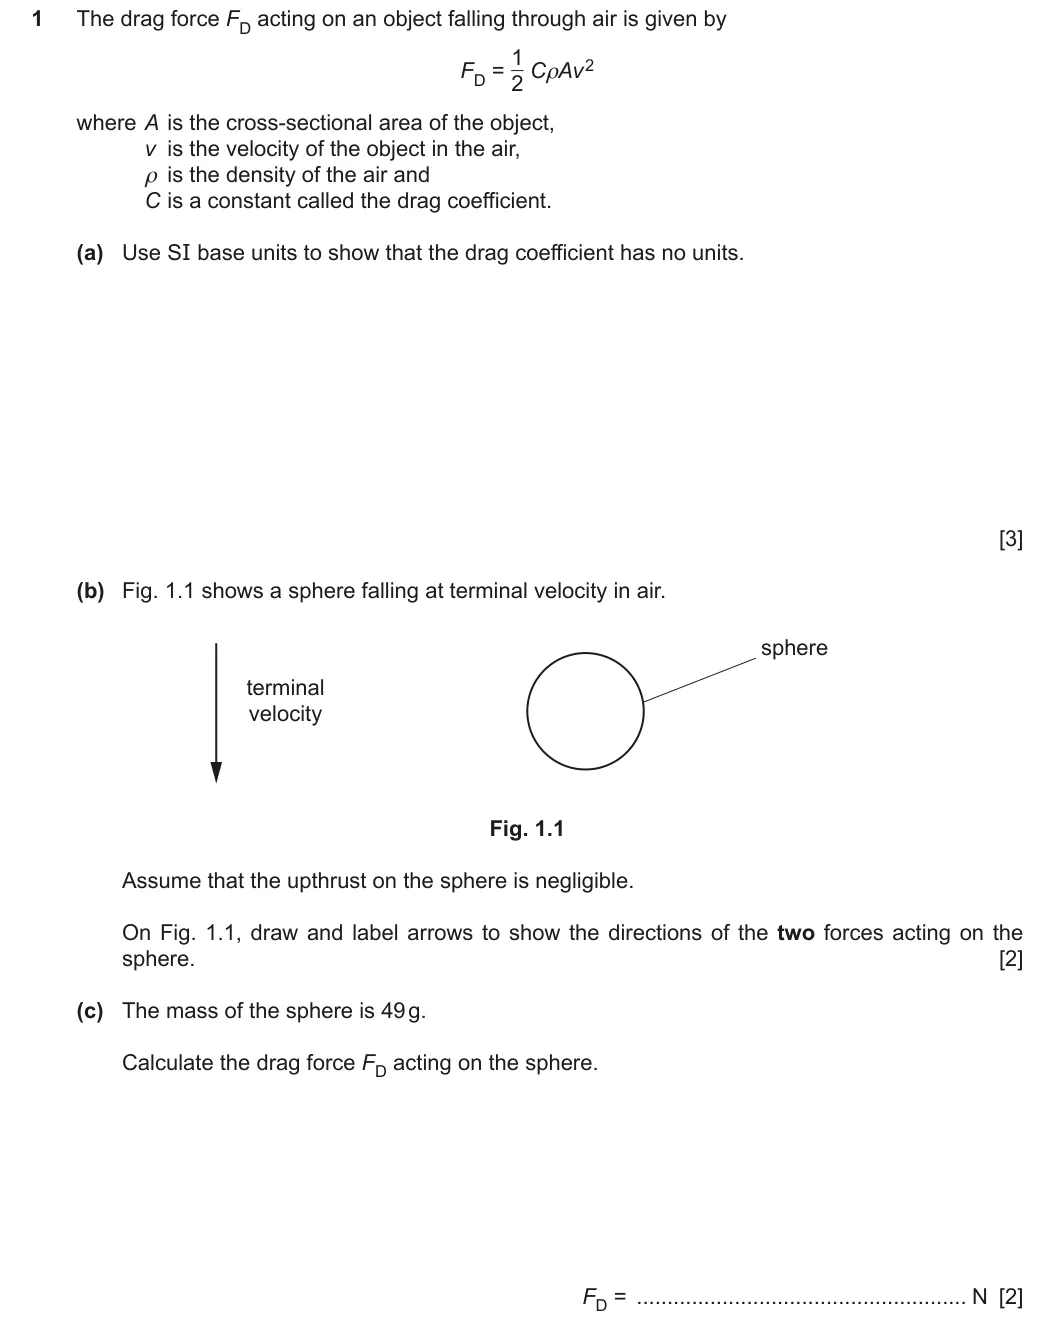 1 The drag force F_D acting on an object falling through air is given by
F_D = 1/2 CρAv²
where A is the cross-sectional area of the object,
v is the velocity of the object in the air,
ρ is the density of the air and
C is a constant called the drag coefficient.
(a) Use SI base units to show that the drag coefficient has no units.
[3]
(b) Fig. 1.1 shows a sphere falling at terminal velocity in air.
sphere
terminal
velocity
Fig. 1.1
Assume that the upthrust on the sphere is negligible.
On Fig. 1.1, draw and label arrows to show the directions of the two forces acting on the
sphere. [2]
(c) The mass of the sphere is 49 g.
Calculate the drag force F_D acting on the sphere.
F_D = ...................................................... N [2]